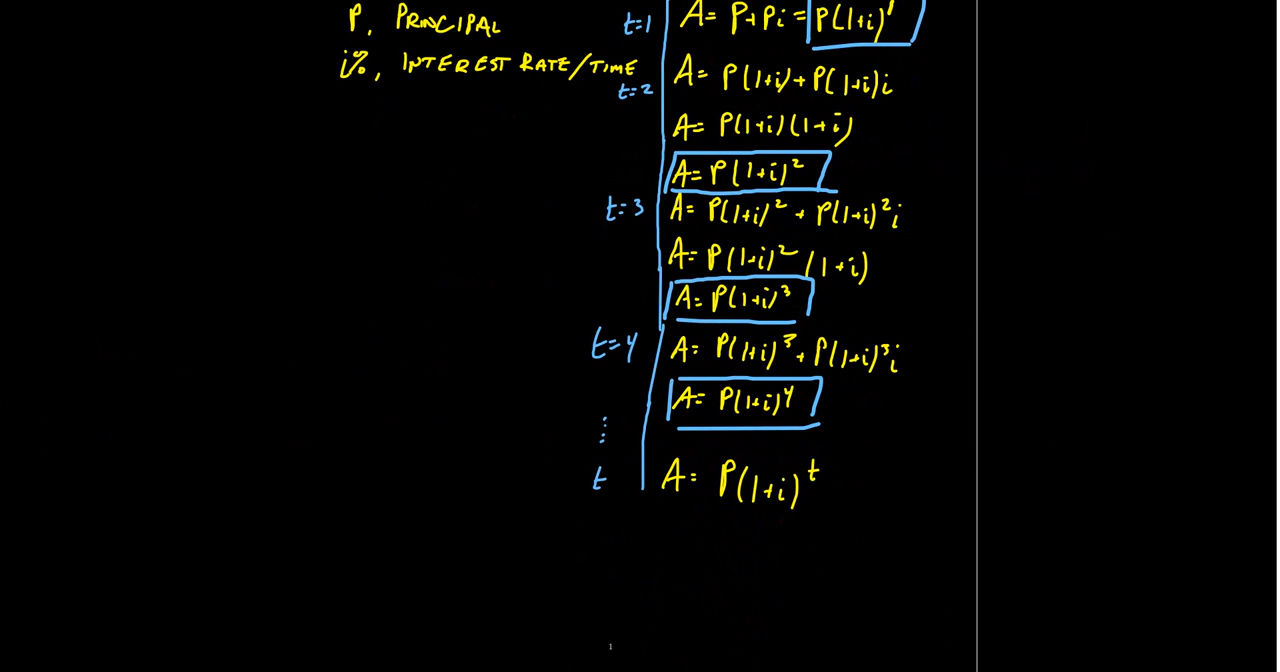 P, PRINCIPAL
i%, INTEREST RATE/TIME
t=1 A= P+Pi = P(1+i)¹
t=2 A= P(1+i)+P(1+i)i
A= P(1+i)(1+i)
A= P(1+i)²
t=3 A= P(1+i)² + P(1+i)²i
A= P(1+i)² (1+i)
A= P(1+i)³
t=4 A= P(1+i)³ + P(1+i)³i
A= P(1+i)⁴
⋮
t A= P(1+i)^t
1